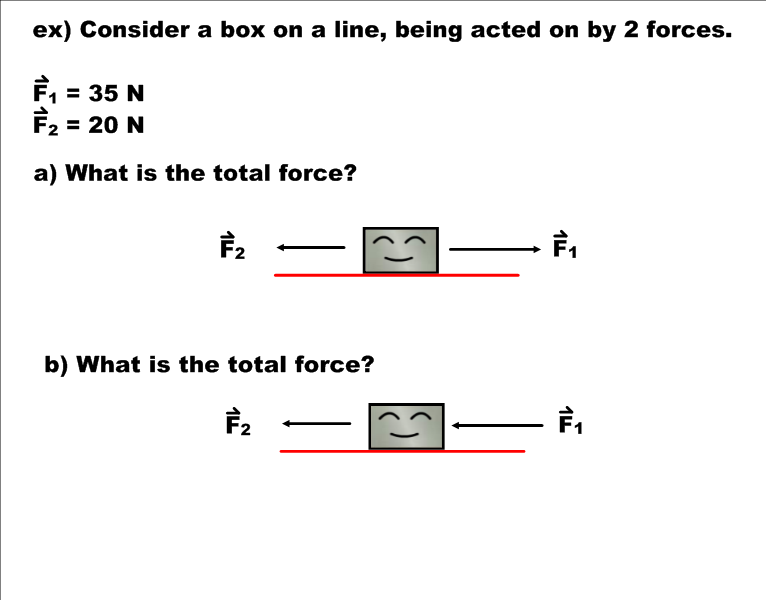 ex) Consider a box on a line, being acted on by 2 forces.
F⃗₁ = 35 N
F⃗₂ = 20 N
a) What is the total force?
F⃗₂ F⃗₁
b) What is the total force?
F⃗₂ F⃗₁